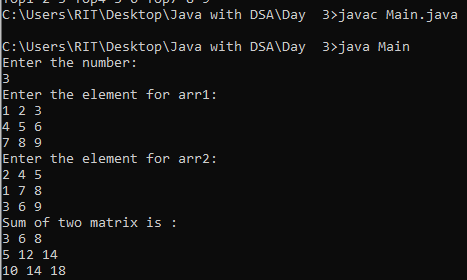 C:\Users\RIT\Desktop\Java with DSA\Day  3>javac Main.java
C:\Users\RIT\Desktop\Java with DSA\Day  3>java Main
Enter the number:
3
Enter the element for arr1:
1 2 3
4 5 6
7 8 9
Enter the element for arr2:
2 4 5
1 7 8
3 6 9
Sum of two matrix is :
3 6 8
5 12 14
10 14 18